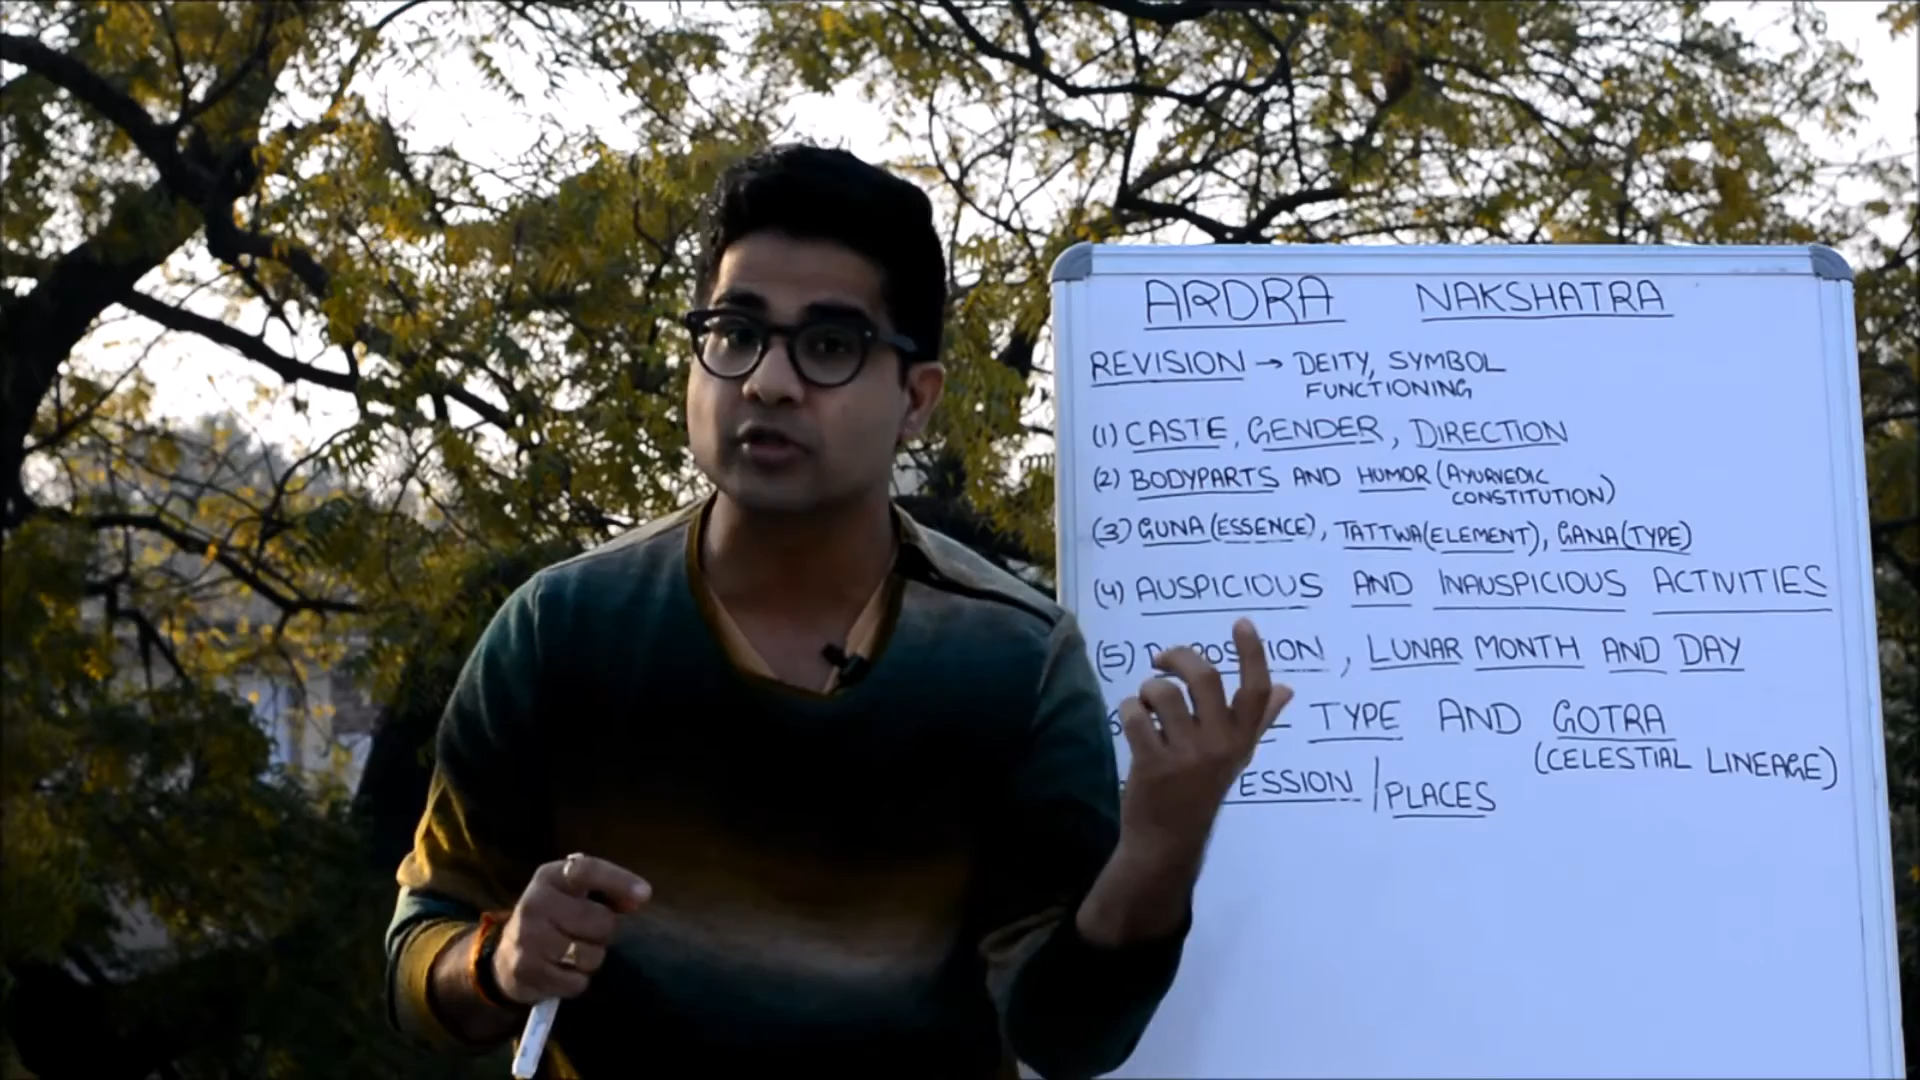 ARDRA NAKSHATRA
REVISION → DEITY, SYMBOL
FUNCTIONING
(1) CASTE, GENDER, DIRECTION
(2) BODYPARTS AND HUMOR (AYURVEDIC
CONSTITUTION)
(3) GUNA (ESSENCE), TATTWA (ELEMENT), GANA (TYPE)
(4) AUSPICIOUS AND INAUSPICIOUS ACTIVITIES
(5) , LUNAR MONTH AND DAY
TYPE AND GOTRA
(CELESTIAL LINEAGE)
/ PLACES